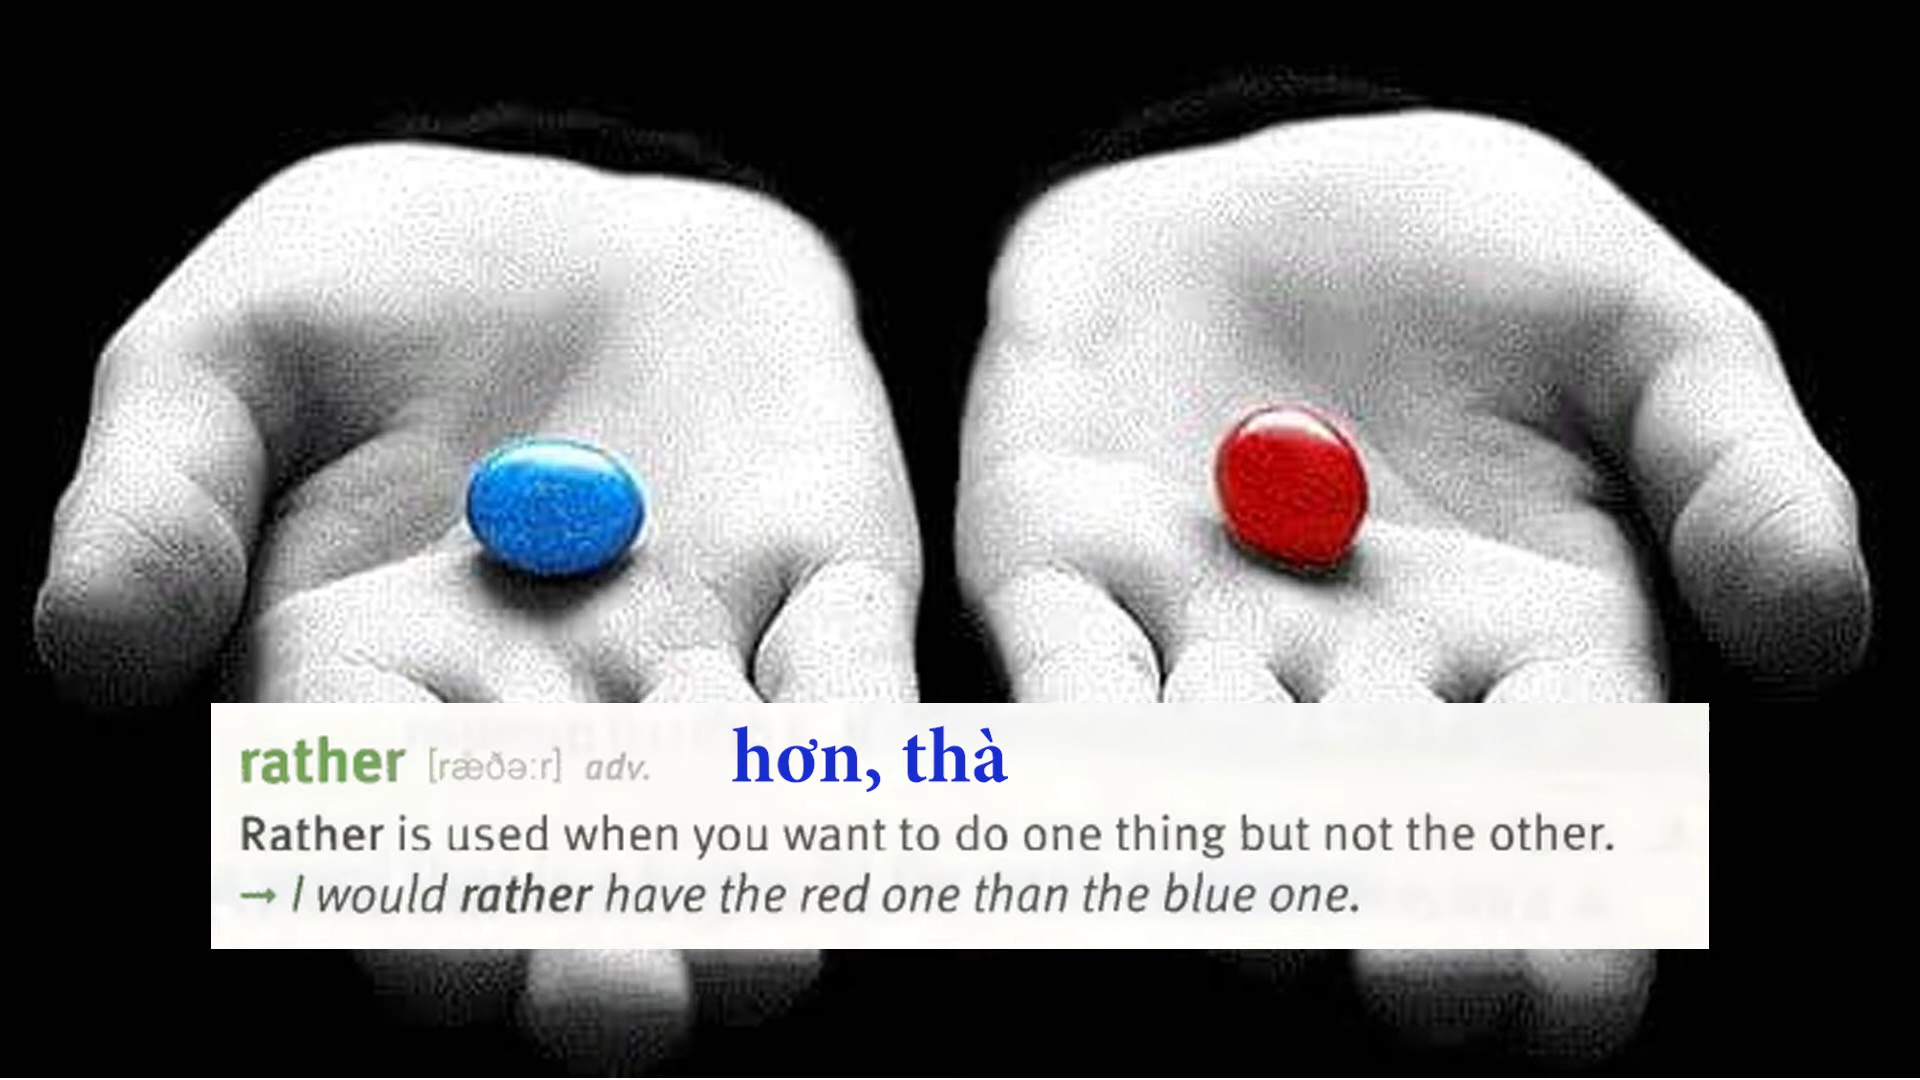 rather [rǽðəːr] adv. hơn, thà
Rather is used when you want to do one thing but not the other.
→ I would rather have the red one than the blue one.